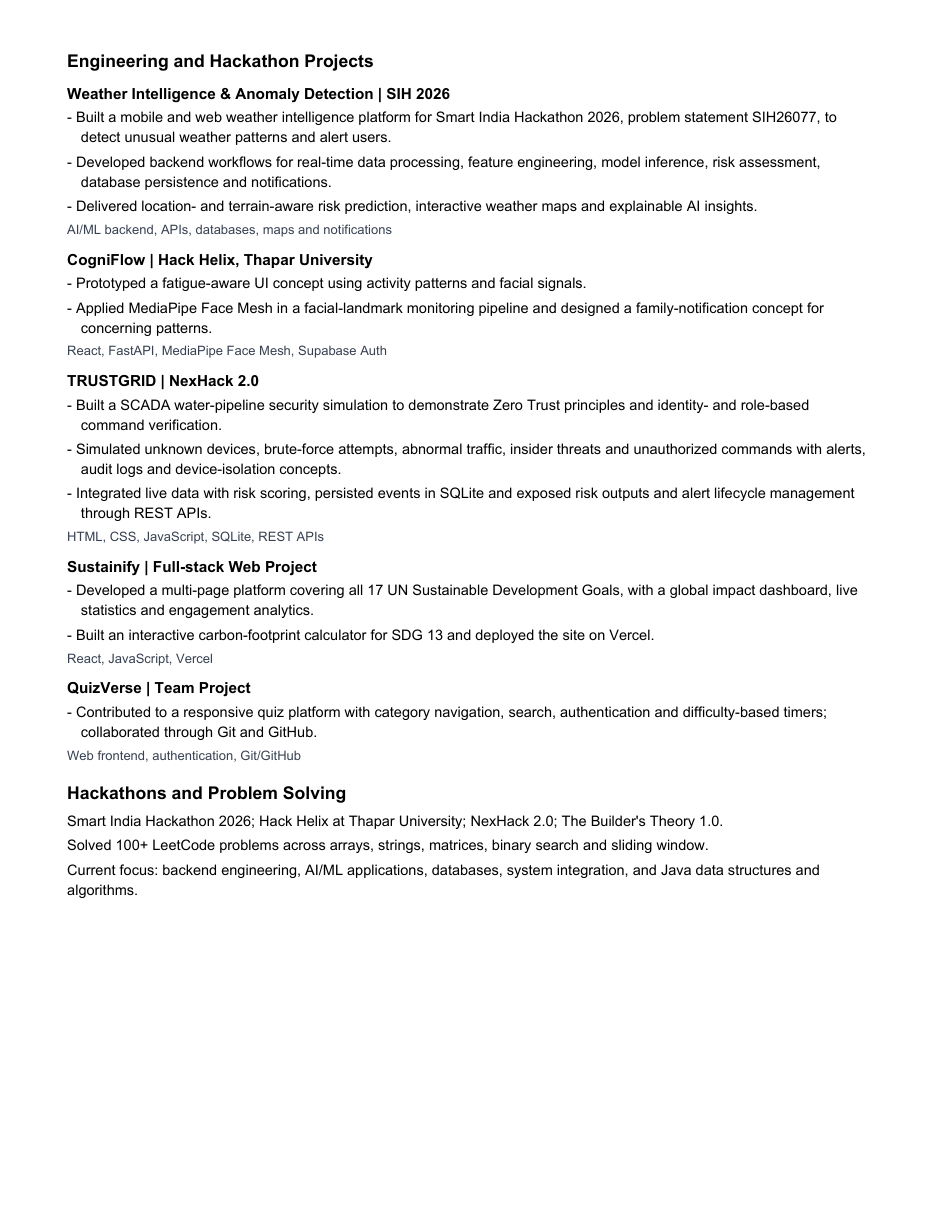 Engineering and Hackathon Projects
Weather Intelligence & Anomaly Detection | SIH 2026
- Built a mobile and web weather intelligence platform for Smart India Hackathon 2026, problem statement SIH26077, to
detect unusual weather patterns and alert users.
- Developed backend workflows for real-time data processing, feature engineering, model inference, risk assessment,
database persistence and notifications.
- Delivered location- and terrain-aware risk prediction, interactive weather maps and explainable AI insights.
AI/ML backend, APIs, databases, maps and notifications
CogniFlow | Hack Helix, Thapar University
- Prototyped a fatigue-aware UI concept using activity patterns and facial signals.
- Applied MediaPipe Face Mesh in a facial-landmark monitoring pipeline and designed a family-notification concept for
concerning patterns.
React, FastAPI, MediaPipe Face Mesh, Supabase Auth
TRUSTGRID | NexHack 2.0
- Built a SCADA water-pipeline security simulation to demonstrate Zero Trust principles and identity- and role-based
command verification.
- Simulated unknown devices, brute-force attempts, abnormal traffic, insider threats and unauthorized commands with alerts,
audit logs and device-isolation concepts.
- Integrated live data with risk scoring, persisted events in SQLite and exposed risk outputs and alert lifecycle management
through REST APIs.
HTML, CSS, JavaScript, SQLite, REST APIs
Sustainify | Full-stack Web Project
- Developed a multi-page platform covering all 17 UN Sustainable Development Goals, with a global impact dashboard, live
statistics and engagement analytics.
- Built an interactive carbon-footprint calculator for SDG 13 and deployed the site on Vercel.
React, JavaScript, Vercel
QuizVerse | Team Project
- Contributed to a responsive quiz platform with category navigation, search, authentication and difficulty-based timers;
collaborated through Git and GitHub.
Web frontend, authentication, Git/GitHub
Hackathons and Problem Solving
Smart India Hackathon 2026; Hack Helix at Thapar University; NexHack 2.0; The Builder's Theory 1.0.
Solved 100+ LeetCode problems across arrays, strings, matrices, binary search and sliding window.
Current focus: backend engineering, AI/ML applications, databases, system integration, and Java data structures and
algorithms.